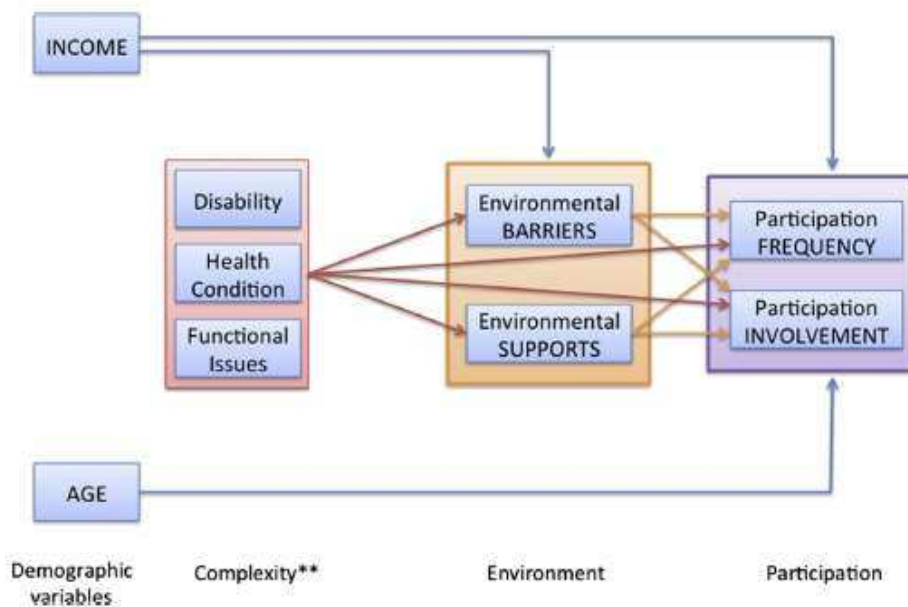 INCOME
Disability
Health
Condition
Functional
Issues
Environmental
BARRIERS
Environmental
SUPPORTS
Participation
FREQUENCY
Participation
INVOLVEMENT
AGE
Demographic
variables
Complexity**
Environment
Participation